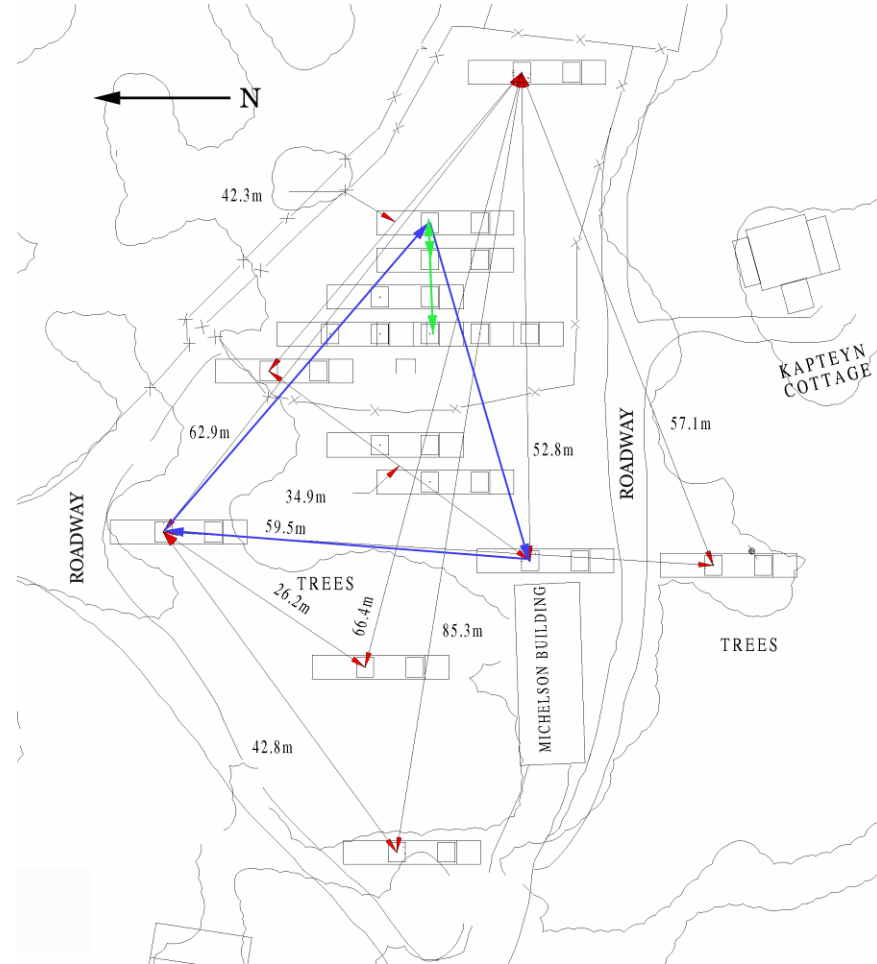 N
42.3m
KAPTEYN
COTTAGE
62.9m
52.8m
57.1m
ROADWAY
34.9m
ROADWAY
59.5m
TREES
26.2m
66.4m
85.3m
TREES
MICHELSON BUILDING
42.8m